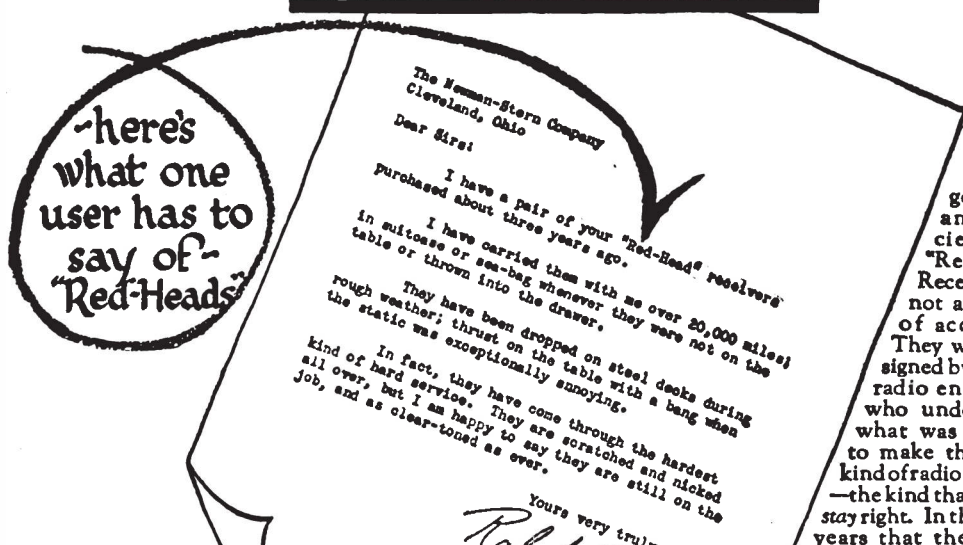 ~here's
what one
user has to
say of~
"Red-Heads"
The Newman-Stern Company
Cleveland, Ohio
Dear Sirs:
I have a pair of your "Red-Head" receivers
purchased about three years ago.
I have carried them with me over 20,000 miles;
in suitcase or sea-bag whenever they were not on the
table or thrown into the drawer.
They have been dropped on steel decks during
rough weather; thrust on the table with a bang when
the static was exceptionally annoying.
In fact, they have come through the hardest
kind of hard service. They are scratched and nicked
all over, but I am happy to say they are still on the
job, and as clear-toned as ever.
Yours very truly
an
cie
"Re
Rece
not a
of acc
They w
signed by
radio en
who unde
what was
to make th
kind of radio
—the kind tha
stay right. In th
years that the